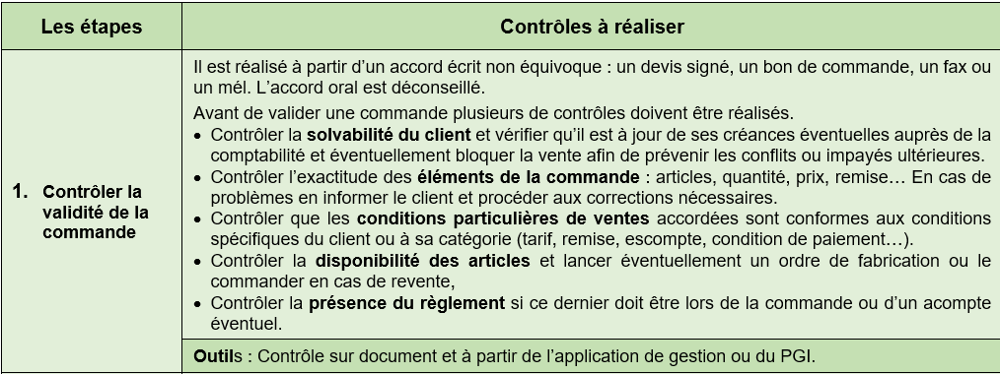 Les étapes
Contrôles à réaliser
1. Contrôler la
validité de la
commande
Il est réalisé à partir d'un accord écrit non équivoque : un devis signé, un bon de commande, un fax ou
un mél. L'accord oral est déconseillé.
Avant de valider une commande plusieurs de contrôles doivent être réalisés.
• Contrôler la solvabilité du client et vérifier qu'il est à jour de ses créances éventuelles auprès de la
comptabilité et éventuellement bloquer la vente afin de prévenir les conflits ou impayés ultérieures.
• Contrôler l'exactitude des éléments de la commande : articles, quantité, prix, remise… En cas de
problèmes en informer le client et procéder aux corrections nécessaires.
• Contrôler que les conditions particulières de ventes accordées sont conformes aux conditions
spécifiques du client ou à sa catégorie (tarif, remise, escompte, condition de paiement…).
• Contrôler la disponibilité des articles et lancer éventuellement un ordre de fabrication ou le
commander en cas de revente,
• Contrôler la présence du règlement si ce dernier doit être lors de la commande ou d'un acompte
éventuel.
Outils : Contrôle sur document et à partir de l'application de gestion ou du PGI.